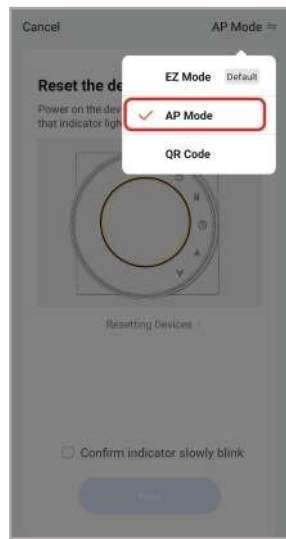 Cancel
AP Mode ⇋
EZ Mode Default
AP Mode
QR Code
Reset the de
Power on the dev
that indicator ligh
Resetting Devices >
Confirm indicator slowly blink